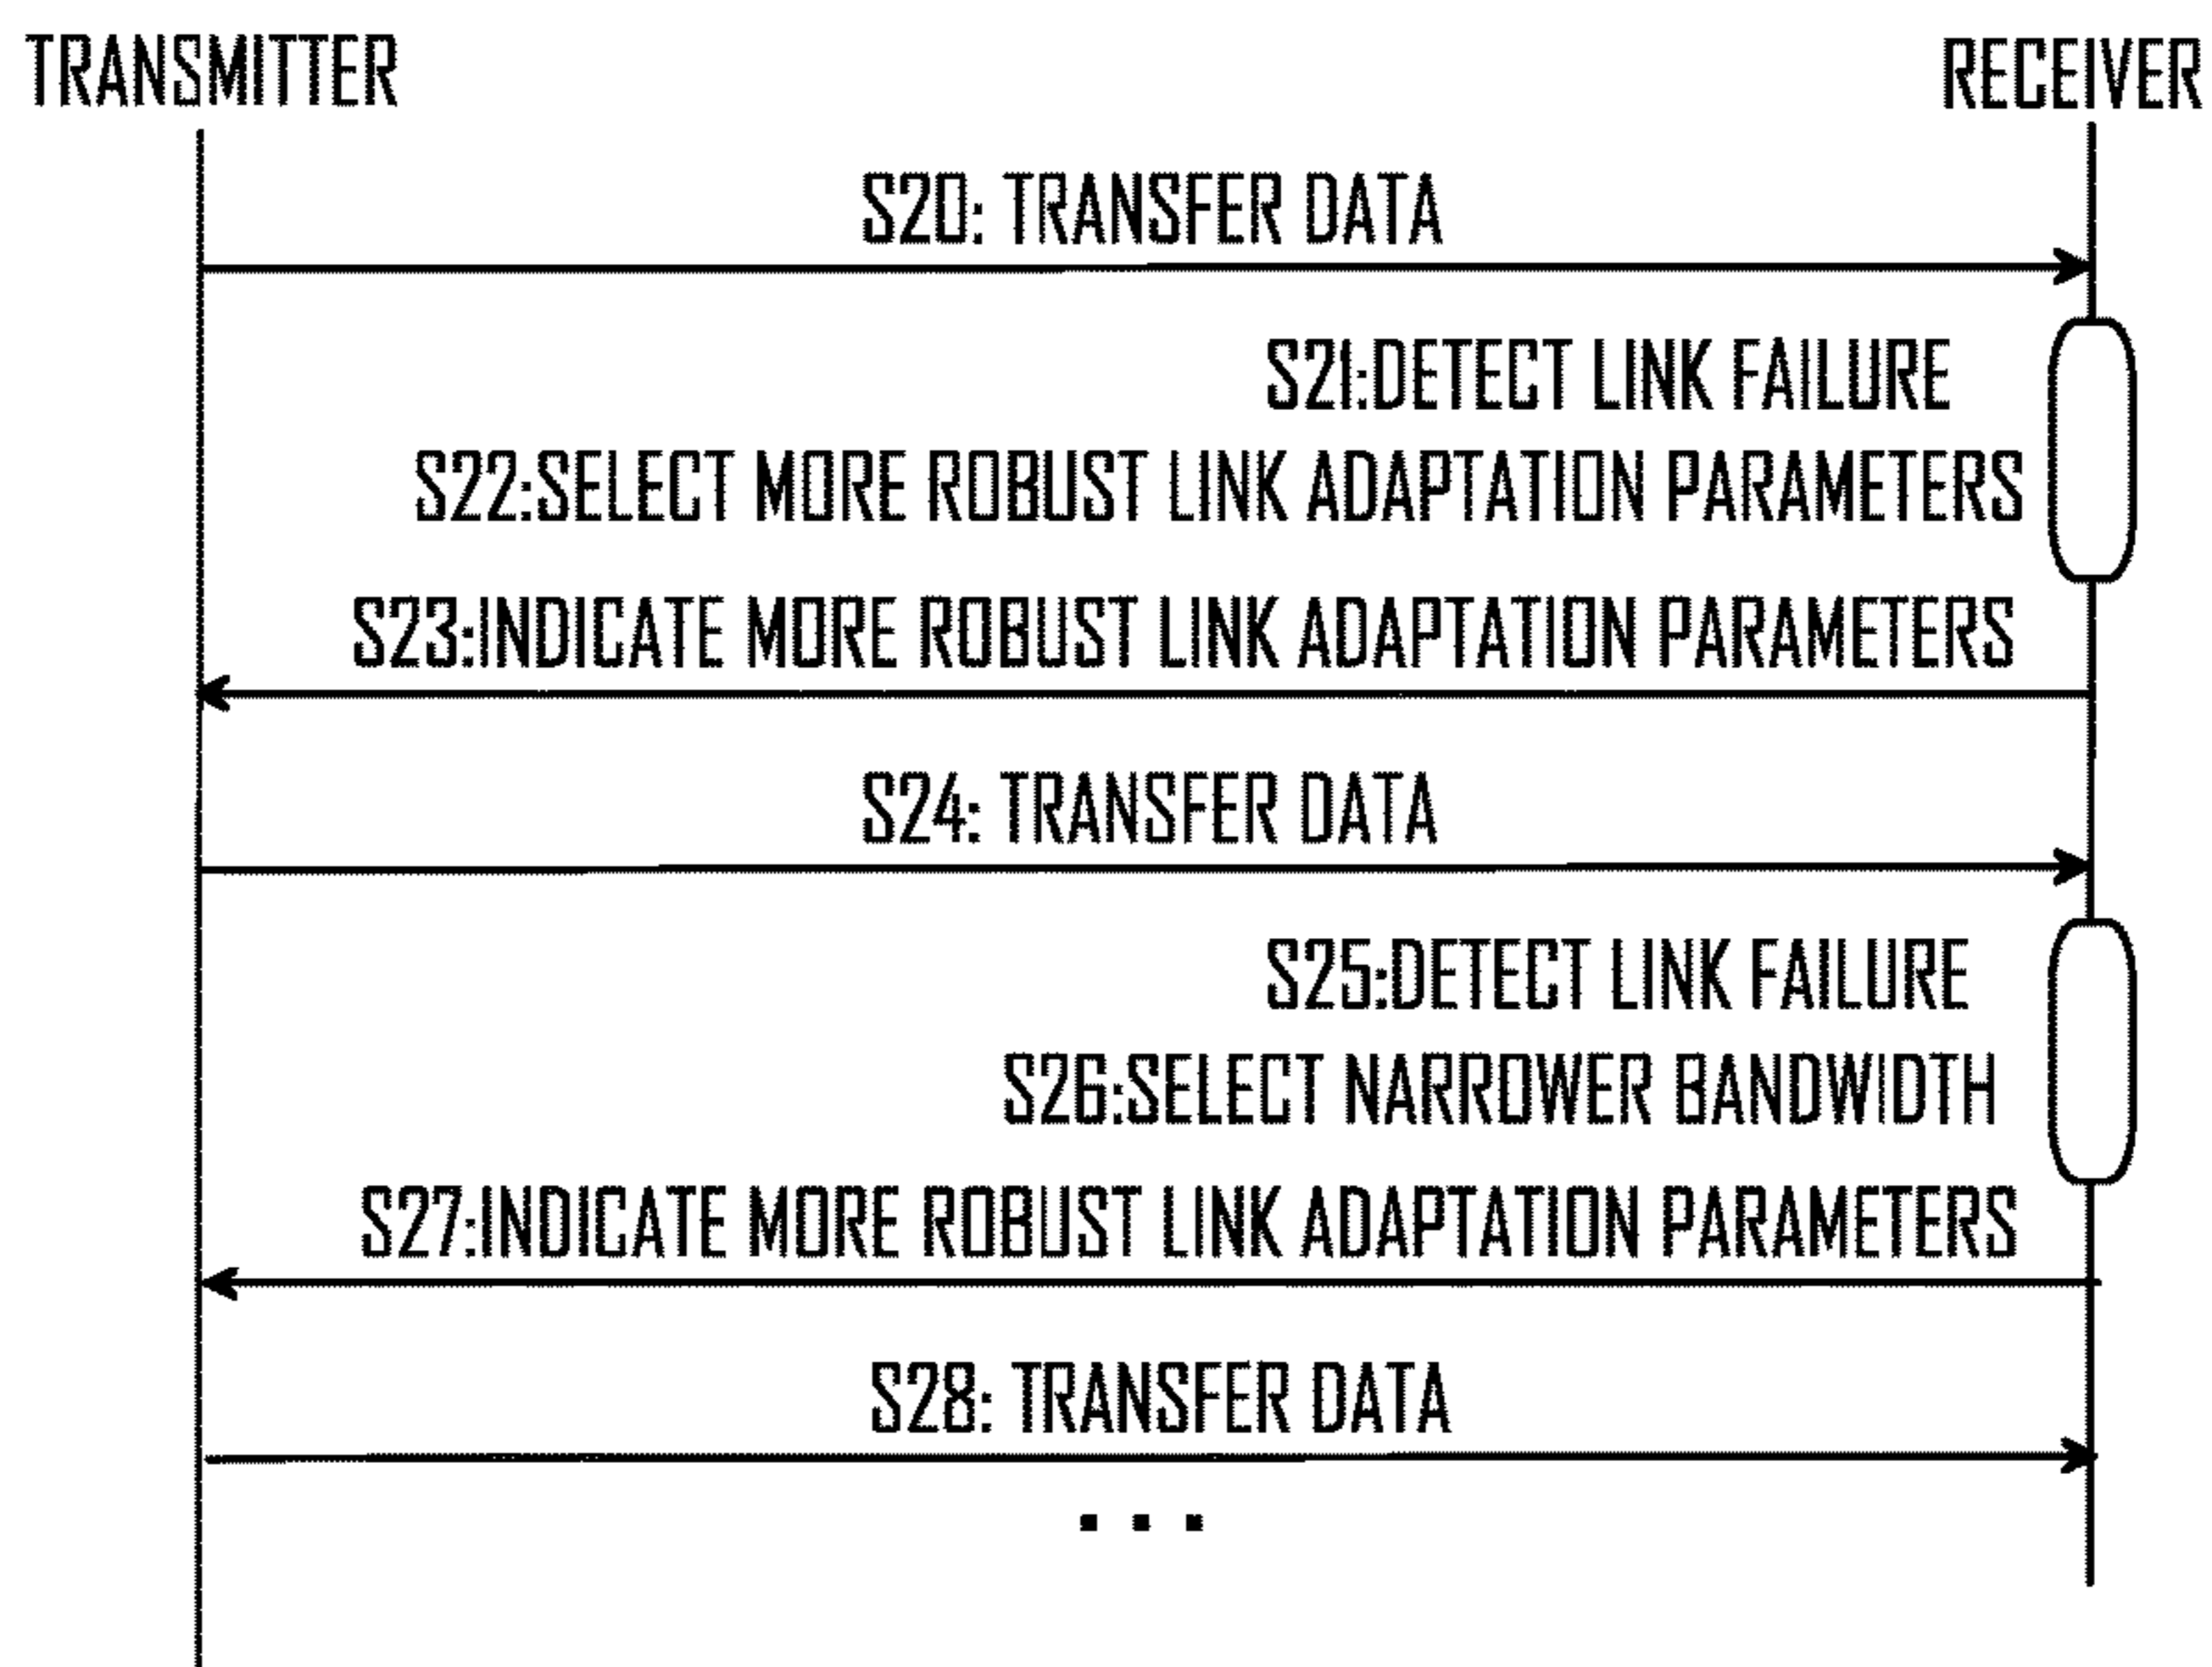 TRANSMITTER
RECEIVER
S20: TRANSFER DATA
S21:DETECT LINK FAILURE
S22:SELECT MORE ROBUST LINK ADAPTATION PARAMETERS
S23:INDICATE MORE ROBUST LINK ADAPTATION PARAMETERS
S24: TRANSFER DATA
S25:DETECT LINK FAILURE
S26:SELECT NARROWER BANDWIDTH
S27:INDICATE MORE ROBUST LINK ADAPTATION PARAMETERS
S28: TRANSFER DATA
...